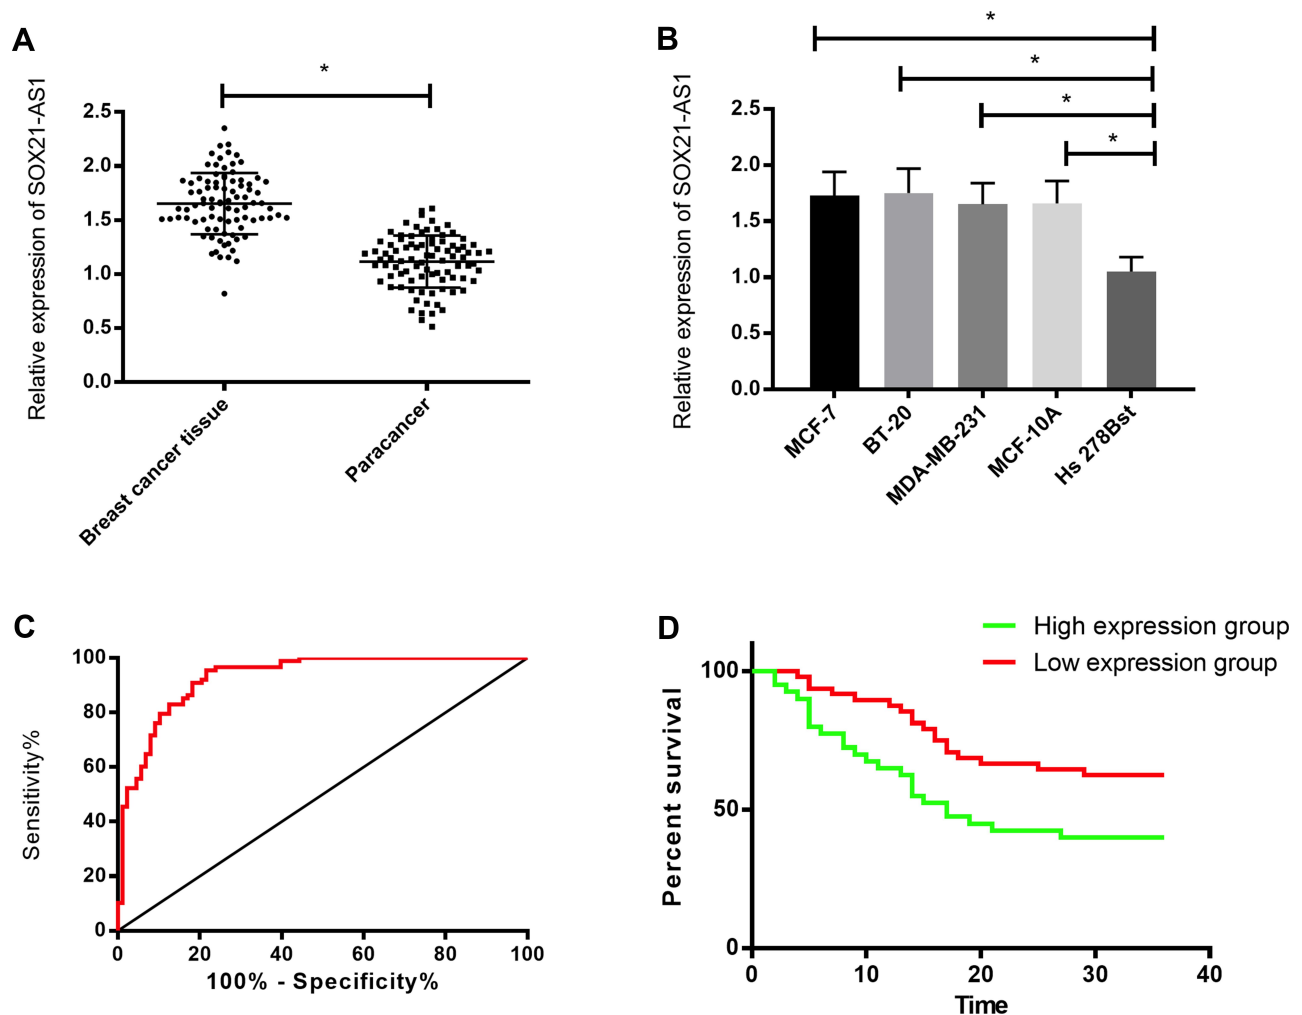 A
*
Relative expression of SOX21-AS1
2.5
2.0
1.5
1.0
0.5
0.0
Breast cancer tissue
Paracancer
B
*
*
*
*
Relative expression of SOX21-AS1
2.5
2.0
1.5
1.0
0.5
0.0
MCF-7
BT-20
MDA-MB-231
MCF-10A
Hs 278Bst
C
Sensitivity%
100
80
60
40
20
0
0 20 40 60 80 100
100% - Specificity%
D
High expression group
Low expression group
Percent survival
100
50
0
0 10 20 30 40
Time